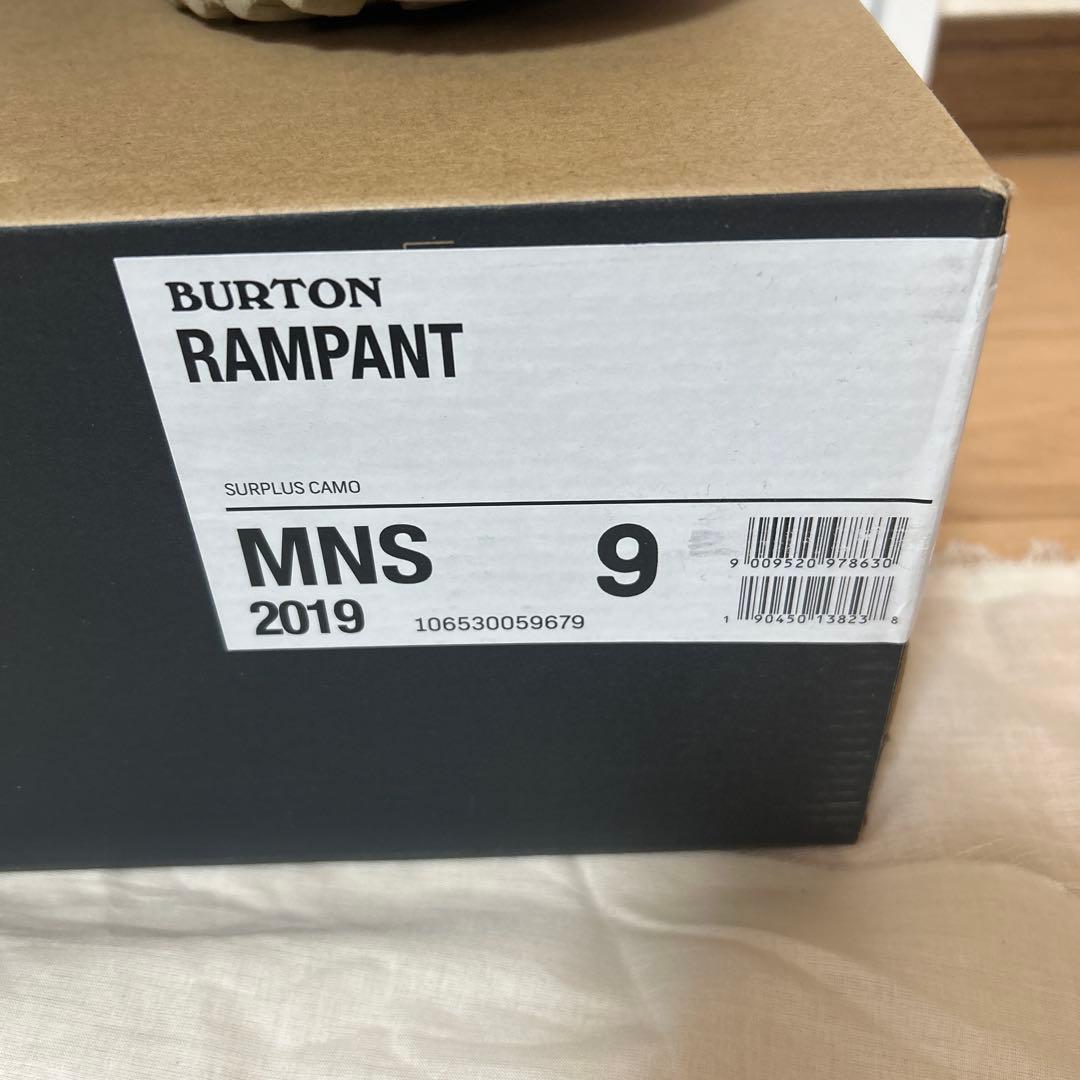 BURTON
RAMPANT
SURPLUS CAMO
MNS 9
2019 106530059679
9 009520 978630
1 90450 13823 8